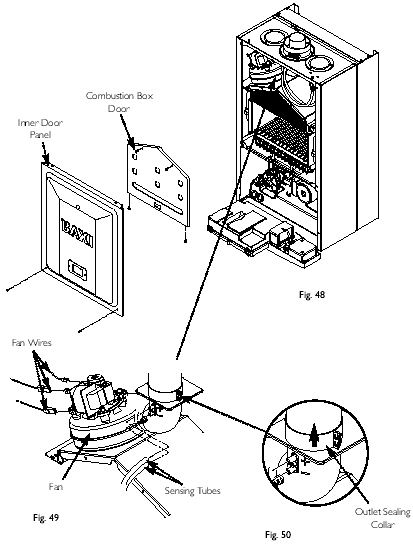 Combustion Box
Door
Inner Door
Panel
BAXI
Fig. 48
Fan Wires
Fan
Sensing Tubes
Outlet Sealing
Collar
Fig. 49
Fig. 50